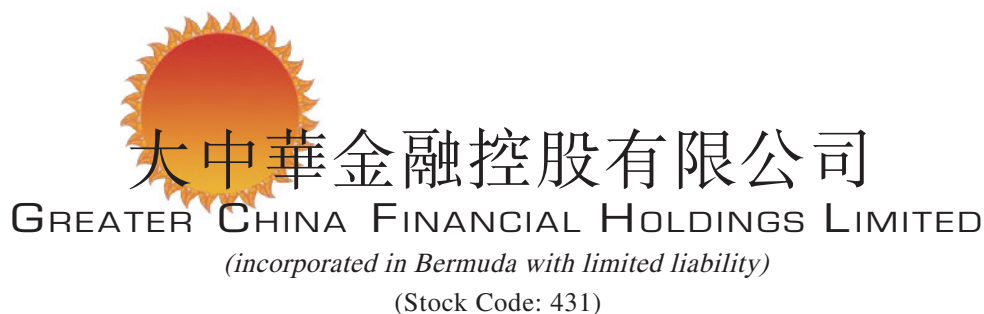 大中華金融控股有限公司
GREATER CHINA FINANCIAL HOLDINGS LIMITED
(incorporated in Bermuda with limited liability)
(Stock Code: 431)